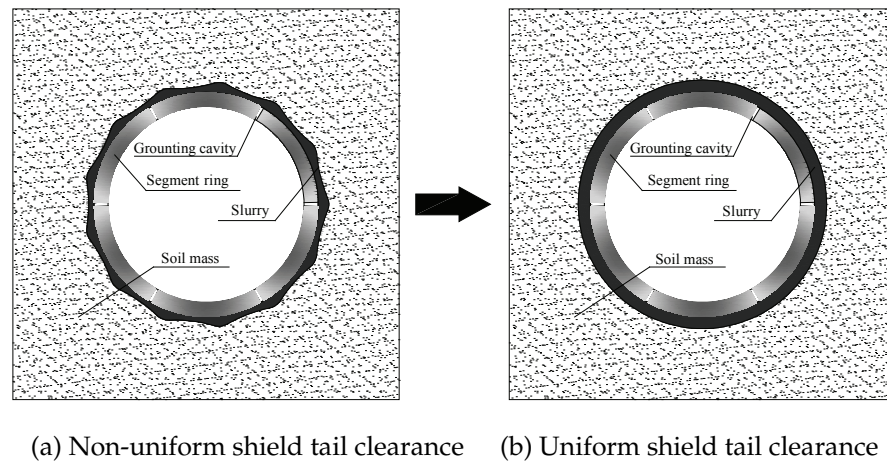 Grounting cavity
Segment ring
Slurry
Soil mass
Grounting cavity
Segment ring
Slurry
Soil mass
(a) Non-uniform shield tail clearance
(b) Uniform shield tail clearance